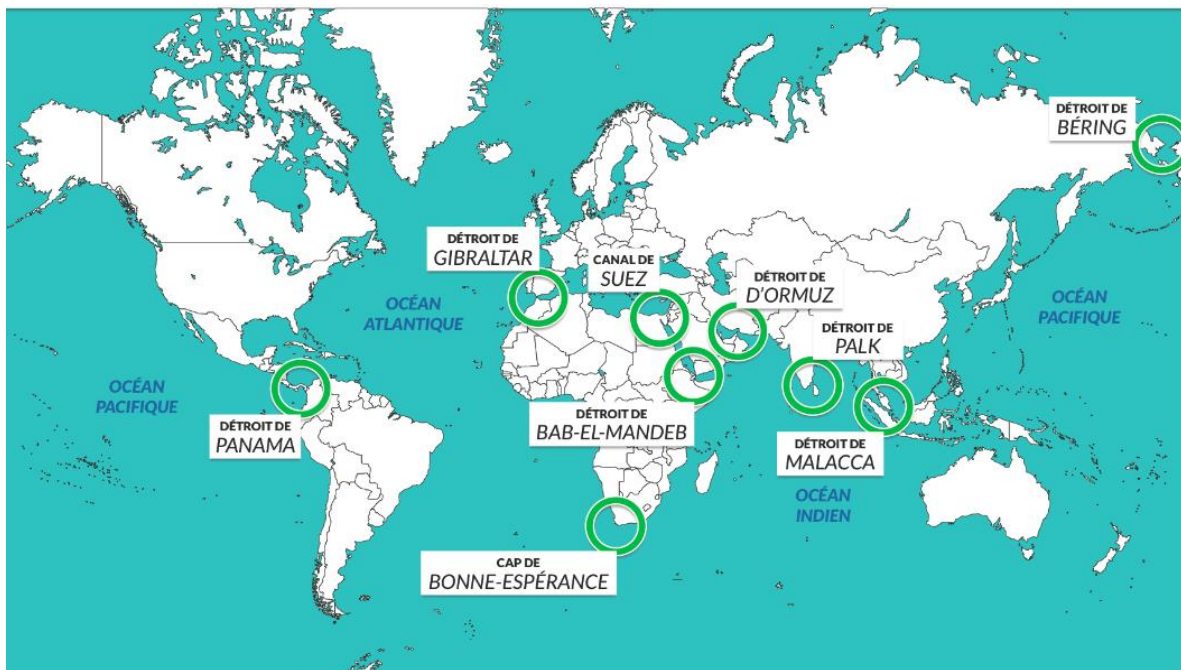 DÉTROIT DE
BÉRING
DÉTROIT DE
GIBRALTAR
CANAL DE
SUEZ
DÉTROIT DE
D'ORMUZ
OCÉAN
ATLANTIQUE
OCÉAN
PACIFIQUE
DÉTROIT DE
PALK
OCÉAN
PACIFIQUE
DÉTROIT DE
PANAMA
DÉTROIT DE
BAB-EL-MANDEB
DÉTROIT DE
MALACCA
OCÉAN
INDIEN
CAP DE
BONNE-ESPÉRANCE